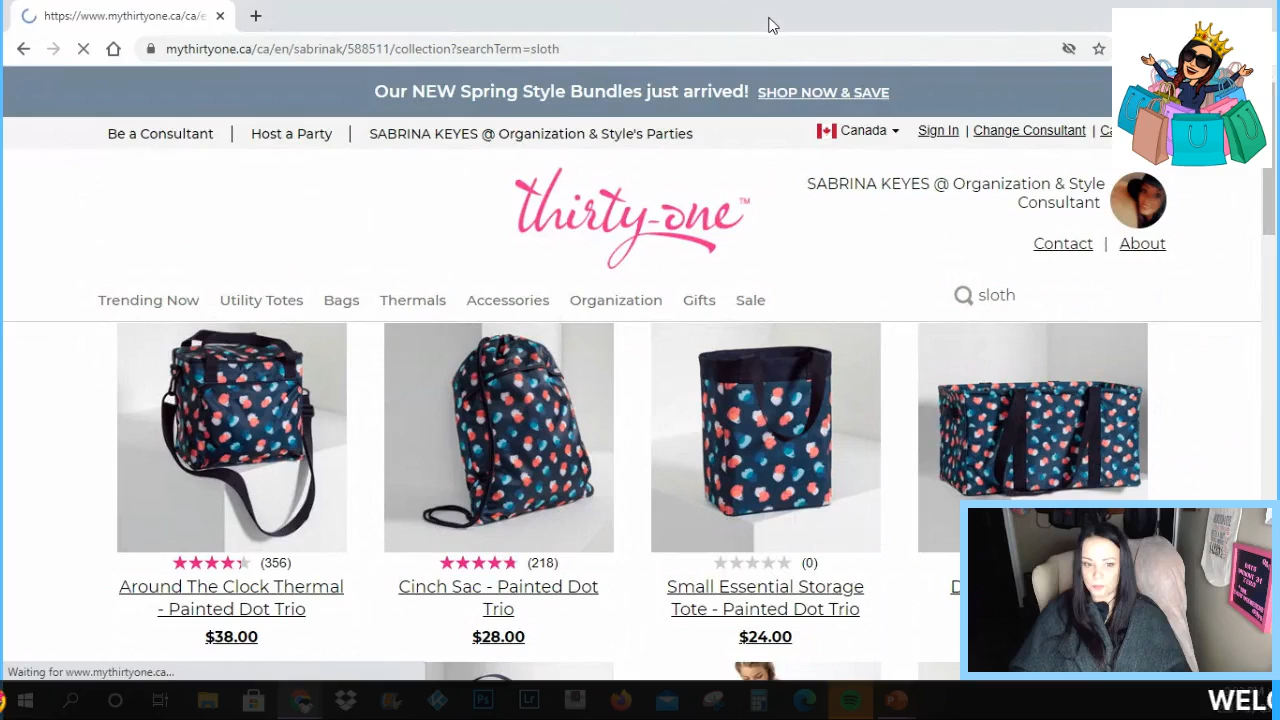 https://www.mythirtyone.ca/ca/e
mythirtyone.ca/ca/en/sabrinak/588511/collection?searchTerm=sloth
Our NEW Spring Style Bundles just arrived! SHOP NOW & SAVE
Be a Consultant | Host a Party | SABRINA KEYES @ Organization & Style's Parties
Canada
Sign In | Change Consultant | Ca
thirty-one™
SABRINA KEYES @ Organization & Style
Consultant
Contact | About
Trending Now Utility Totes Bags Thermals Accessories Organization Gifts Sale
sloth
(356)
Around The Clock Thermal
- Painted Dot Trio
$38.00
(218)
Cinch Sac - Painted Dot
Trio
$28.00
(0)
Small Essential Storage
Tote - Painted Dot Trio
$24.00
D
Waiting for www.mythirtyone.ca...
WELC